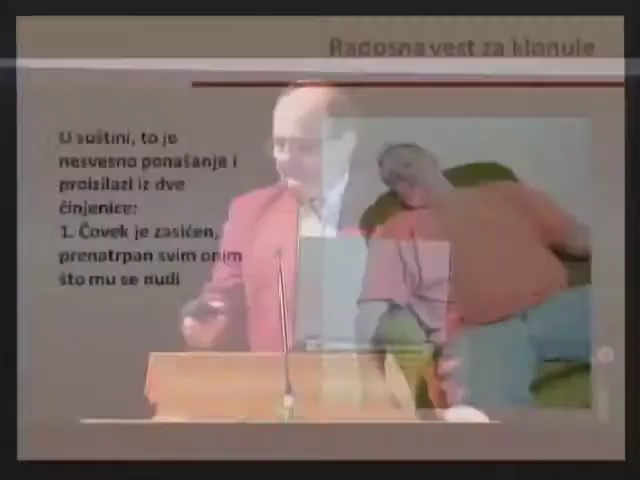 Radosna vest za klonule
U suštini, to je
nesvesno ponašanje i
proizilazi iz dve
činjenice:
1. Čovek je zasićen,
prenatrpan svim onim
što mu se nudi